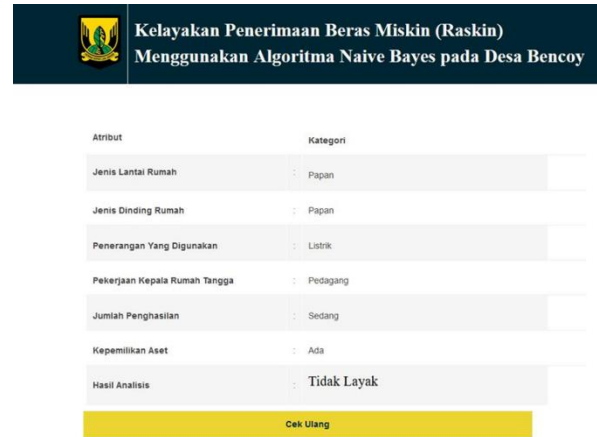 Kelayakan Penerimaan Beras Miskin (Raskin)
Menggunakan Algoritma Naive Bayes pada Desa Bencoy
Atribut Kategori
Jenis Lantai Rumah : Papan
Jenis Dinding Rumah : Papan
Penerangan Yang Digunakan : Listrik
Pekerjaan Kepala Rumah Tangga : Pedagang
Jumlah Penghasilan : Sedang
Kepemilikan Aset : Ada
Hasil Analisis : Tidak Layak
Cek Ulang